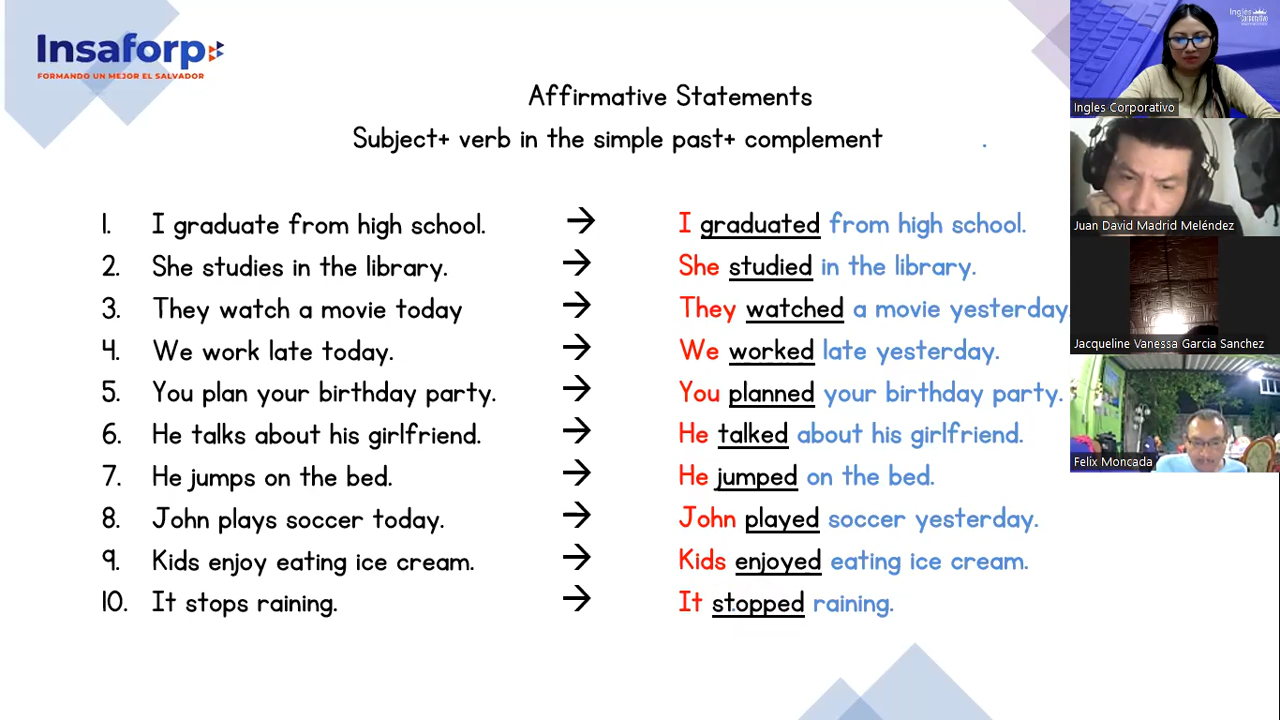 Insaforp
FORMANDO UN MEJOR EL SALVADOR
Affirmative Statements
Subject+ verb in the simple past+ complement .
1. I graduate from high school. → I graduated from high school.
2. She studies in the library. → She studied in the library.
3. They watch a movie today → They watched a movie yesterday.
4. We work late today. → We worked late yesterday.
5. You plan your birthday party. → You planned your birthday party.
6. He talks about his girlfriend. → He talked about his girlfriend.
7. He jumps on the bed. → He jumped on the bed.
8. John plays soccer today. → John played soccer yesterday.
9. Kids enjoy eating ice cream. → Kids enjoyed eating ice cream.
10. It stops raining. → It stopped raining.
Ingles
Corporativo
Ingles Corporativo
Juan David Madrid Meléndez
Jacqueline Vanessa Garcia Sanchez
Felix Moncada